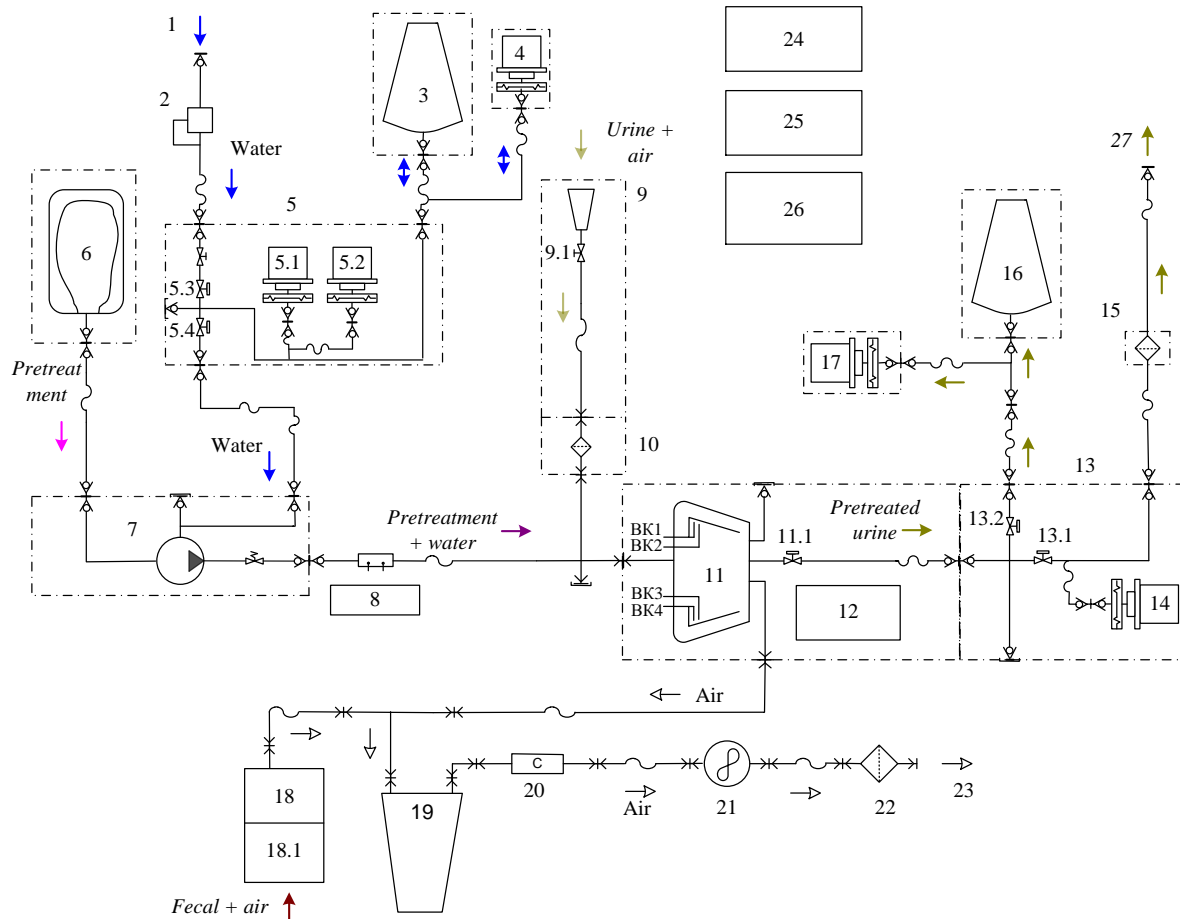 1
24
2
3
4
25
Water
Urine +
air
27
5
9
26
6
5.1
5.2
9.1
16
5.3
15
5.4
17
Pretreat
ment
10
Water
13
7
Pretreatment
+ water
BK1
BK2
Pretreated
urine
11.1
13.2
13.1
11
8
BK3
BK4
12
14
Air
C
18
19
20
Air
21
22
23
18.1
Fecal + air